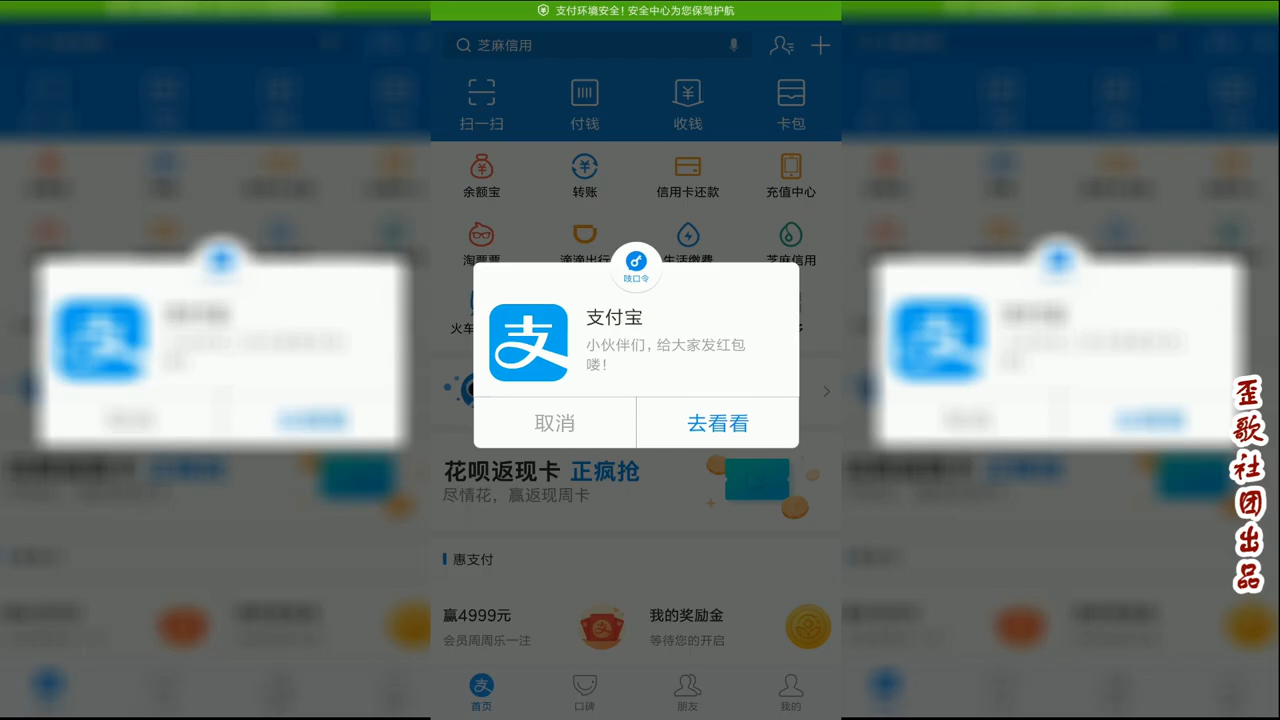 支付环境安全！安全中心为您保驾护航
芝麻信用
扫一扫
付钱
收钱
卡包
余额宝
转账
信用卡还款
充值中心
淘票票
滴滴出行
生活缴费
芝麻信用
吱口令
火车
支付宝
小伙伴们，给大家发红包
喽！
取消
去看看
花呗返现卡 正疯抢
尽情花，赢返现周卡
惠支付
赢4999元
我的奖励金
会员周周乐一注
等待您的开启
支
首页
口碑
朋友
我的
歪歌社团出品